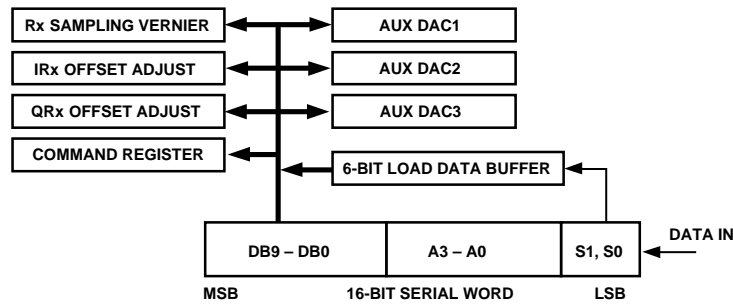 Rx SAMPLING VERNIER
AUX DAC1
IRx OFFSET ADJUST
AUX DAC2
QRx OFFSET ADJUST
AUX DAC3
COMMAND REGISTER
6-BIT LOAD DATA BUFFER
DATA IN
DB9 – DB0
A3 – A0
S1, S0
MSB
16-BIT SERIAL WORD
LSB